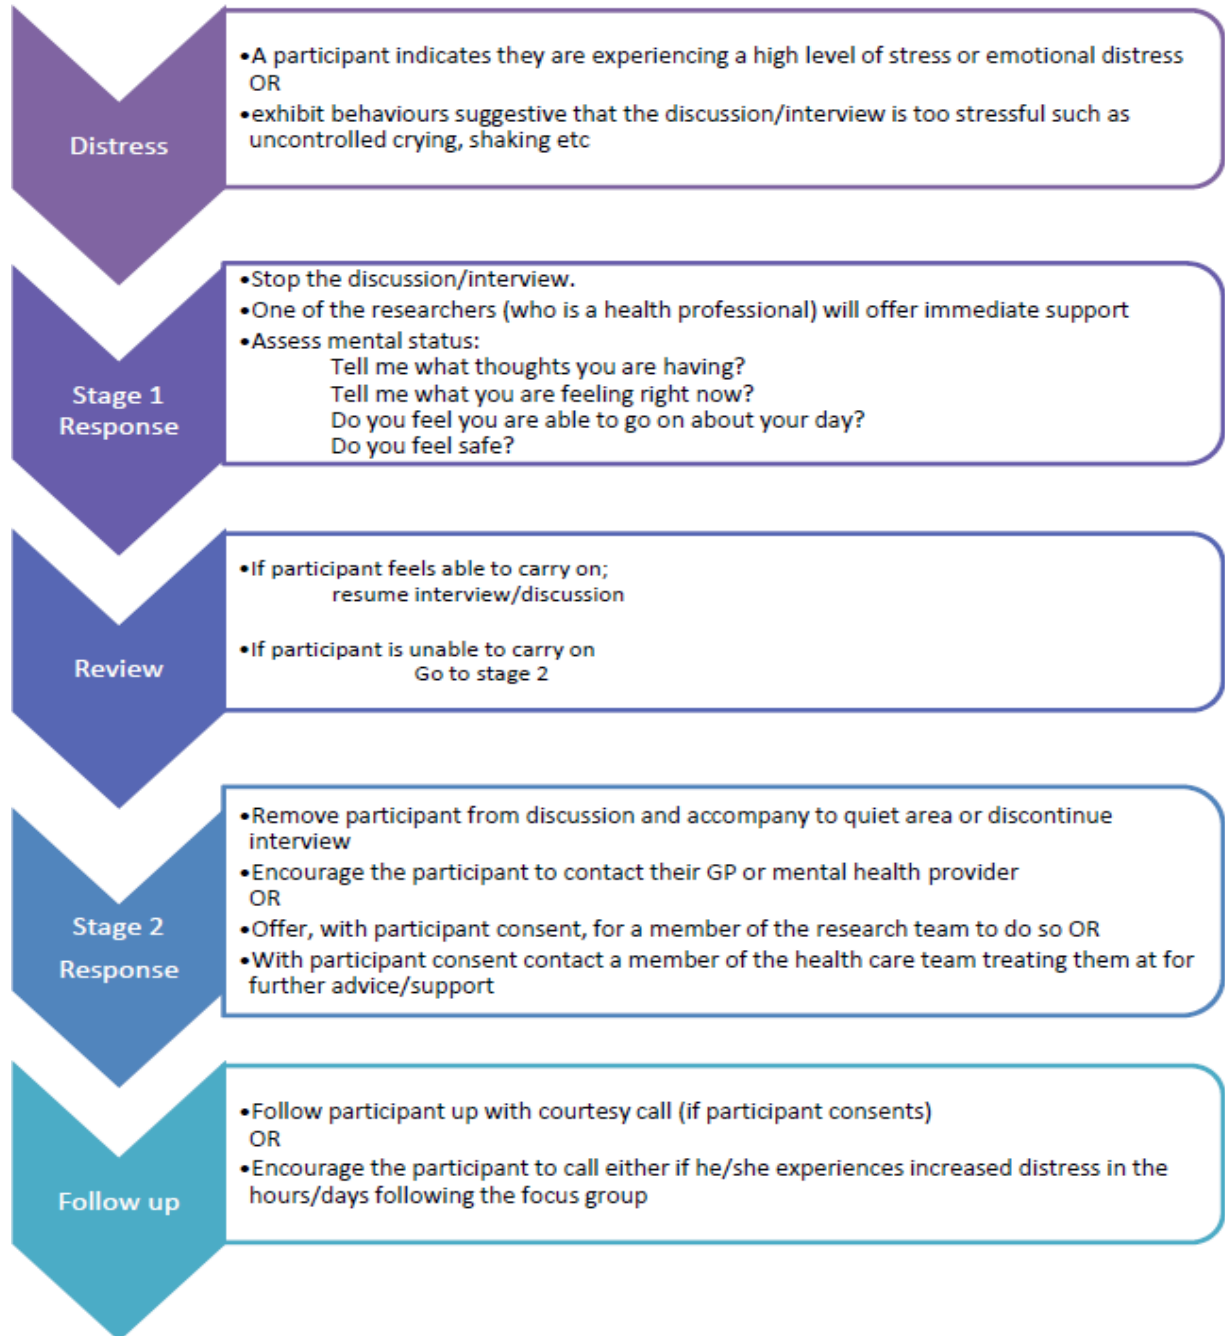 Distress
•A participant indicates they are experiencing a high level of stress or emotional distress
OR
•exhibit behaviours suggestive that the discussion/interview is too stressful such as
uncontrolled crying, shaking etc
Stage 1
Response
•Stop the discussion/interview.
•One of the researchers (who is a health professional) will offer immediate support
•Assess mental status:
Tell me what thoughts you are having?
Tell me what you are feeling right now?
Do you feel you are able to go on about your day?
Do you feel safe?
Review
•If participant feels able to carry on;
resume interview/discussion
•If participant is unable to carry on
Go to stage 2
Stage 2
Response
•Remove participant from discussion and accompany to quiet area or discontinue
interview
•Encourage the participant to contact their GP or mental health provider
OR
•Offer, with participant consent, for a member of the research team to do so OR
•With participant consent contact a member of the health care team treating them at for
further advice/support
Follow up
•Follow participant up with courtesy call (if participant consents)
OR
•Encourage the participant to call either if he/she experiences increased distress in the
hours/days following the focus group